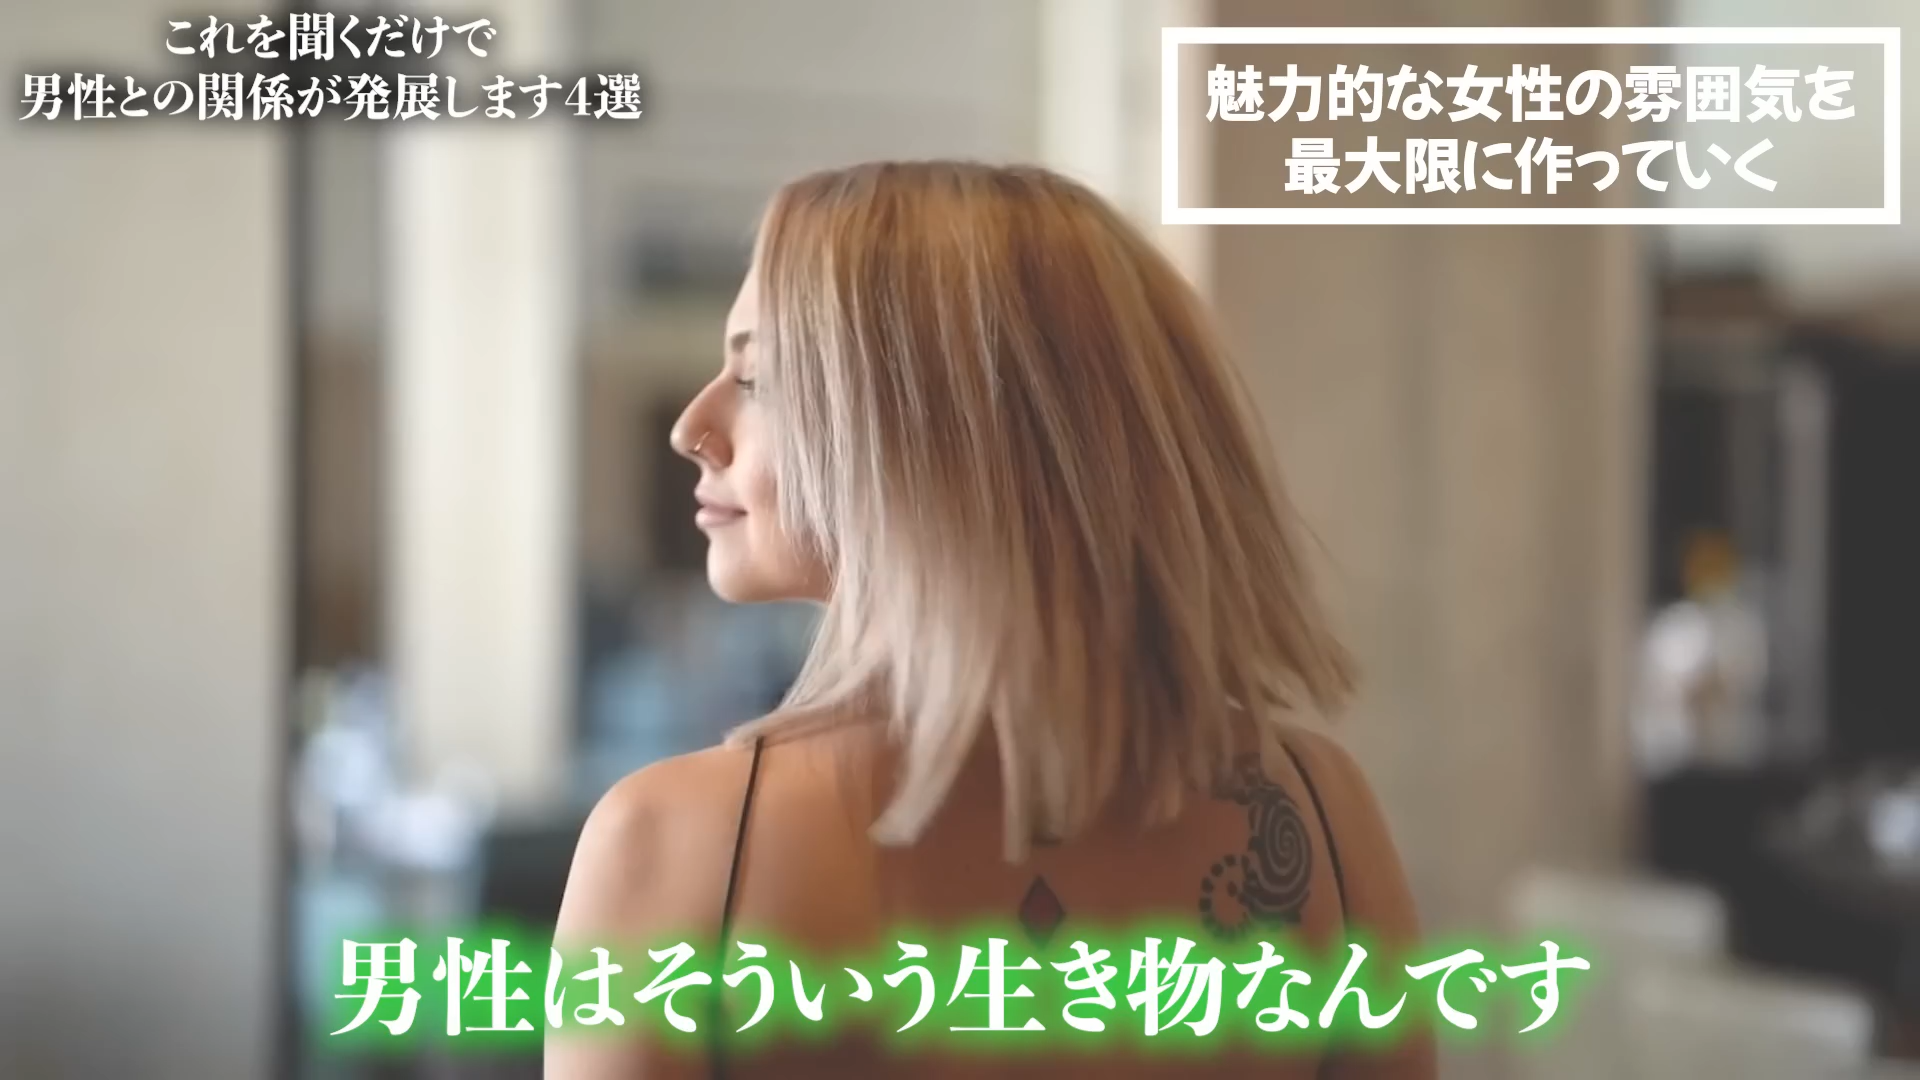 これを聞くだけで
男性との関係が発展します4選
魅力的な女性の雰囲気を
最大限に作っていく
男性はそういう生き物なんです